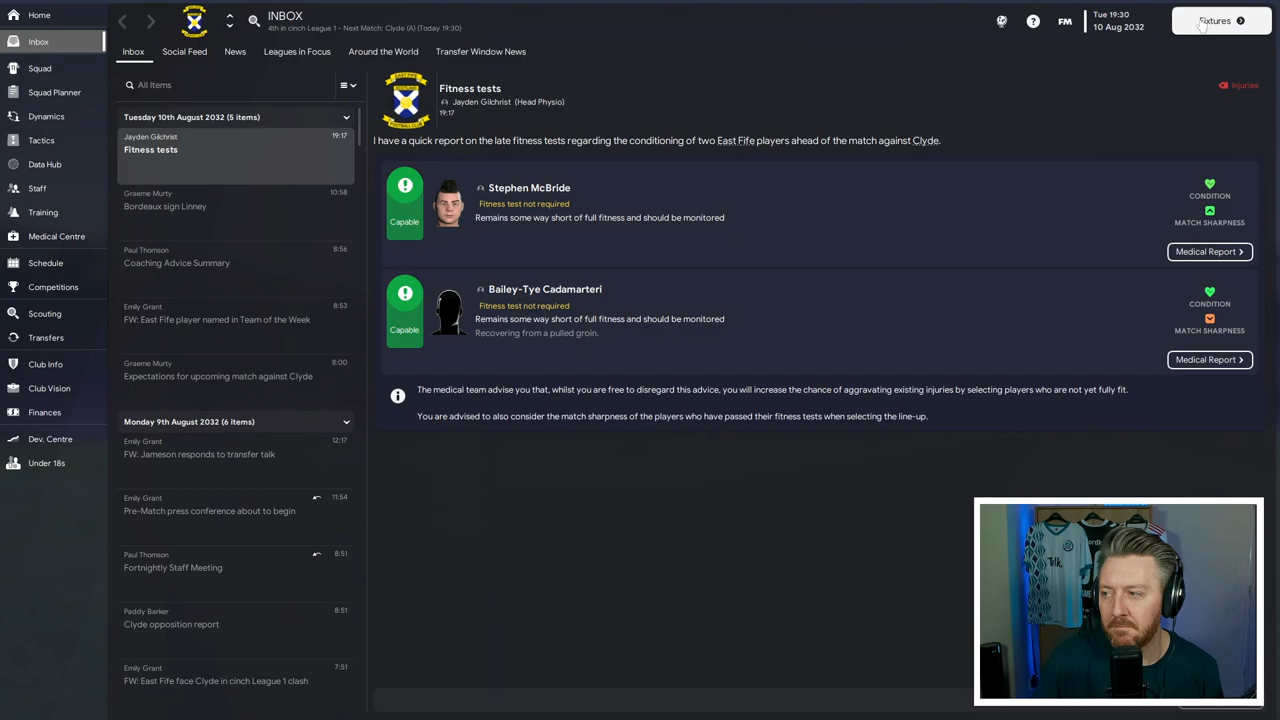 Home
Inbox
Squad
Squad Planner
Dynamics
Tactics
Data Hub
Staff
Training
Medical Centre
Schedule
Competitions
Scouting
Transfers
Club Info
Club Vision
Finances
Dev. Centre
Under 18s
INBOX
4th in cinch League 1 - Next Match: Clyde (A) (Today 19:30)
FM
Tue 19:30
10 Aug 2032
Fixtures
Inbox
Social Feed
News
Leagues in Focus
Around the World
Transfer Window News
All Items
Tuesday 10th August 2032 (5 items)
Jayden Gilchrist 19:17
Fitness tests
Graeme Murty 10:58
Bordeaux sign Linney
Paul Thomson 8:56
Coaching Advice Summary
Emily Grant 8:53
FW: East Fife player named in Team of the Week
Graeme Murty 8:00
Expectations for upcoming match against Clyde
Monday 9th August 2032 (6 items)
Emily Grant 12:17
FW: Jameson responds to transfer talk
Emily Grant 11:54
Pre-Match press conference about to begin
Paul Thomson 8:51
Fortnightly Staff Meeting
Paddy Barker 8:51
Clyde opposition report
Emily Grant 7:51
FW: East Fife face Clyde in cinch League 1 clash
EAST FIFE
SCOTLAND
FOOTBALL CLUB
Fitness tests
Jayden Gilchrist (Head Physio)
19:17
Injuries
I have a quick report on the late fitness tests regarding the conditioning of two East Fife players ahead of the match against Clyde.
Capable
Stephen McBride
Fitness test not required
Remains some way short of full fitness and should be monitored
CONDITION
MATCH SHARPNESS
Medical Report
Capable
Bailey-Tye Cadamarteri
Fitness test not required
Remains some way short of full fitness and should be monitored
Recovering from a pulled groin.
CONDITION
MATCH SHARPNESS
Medical Report
The medical team advise you that, whilst you are free to disregard this advice, you will increase the chance of aggravating existing injuries by selecting players who are not yet fully fit.
You are advised to also consider the match sharpness of the players who have passed their fitness tests when selecting the line-up.
Talk.